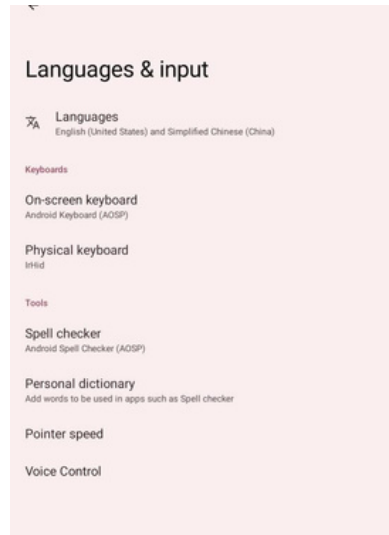 Languages & input
Languages
English (United States) and Simplified Chinese (China)
Keyboards
On-screen keyboard
Android Keyboard (AOSP)
Physical keyboard
IrHid
Tools
Spell checker
Android Spell Checker (AOSP)
Personal dictionary
Add words to be used in apps such as Spell checker
Pointer speed
Voice Control